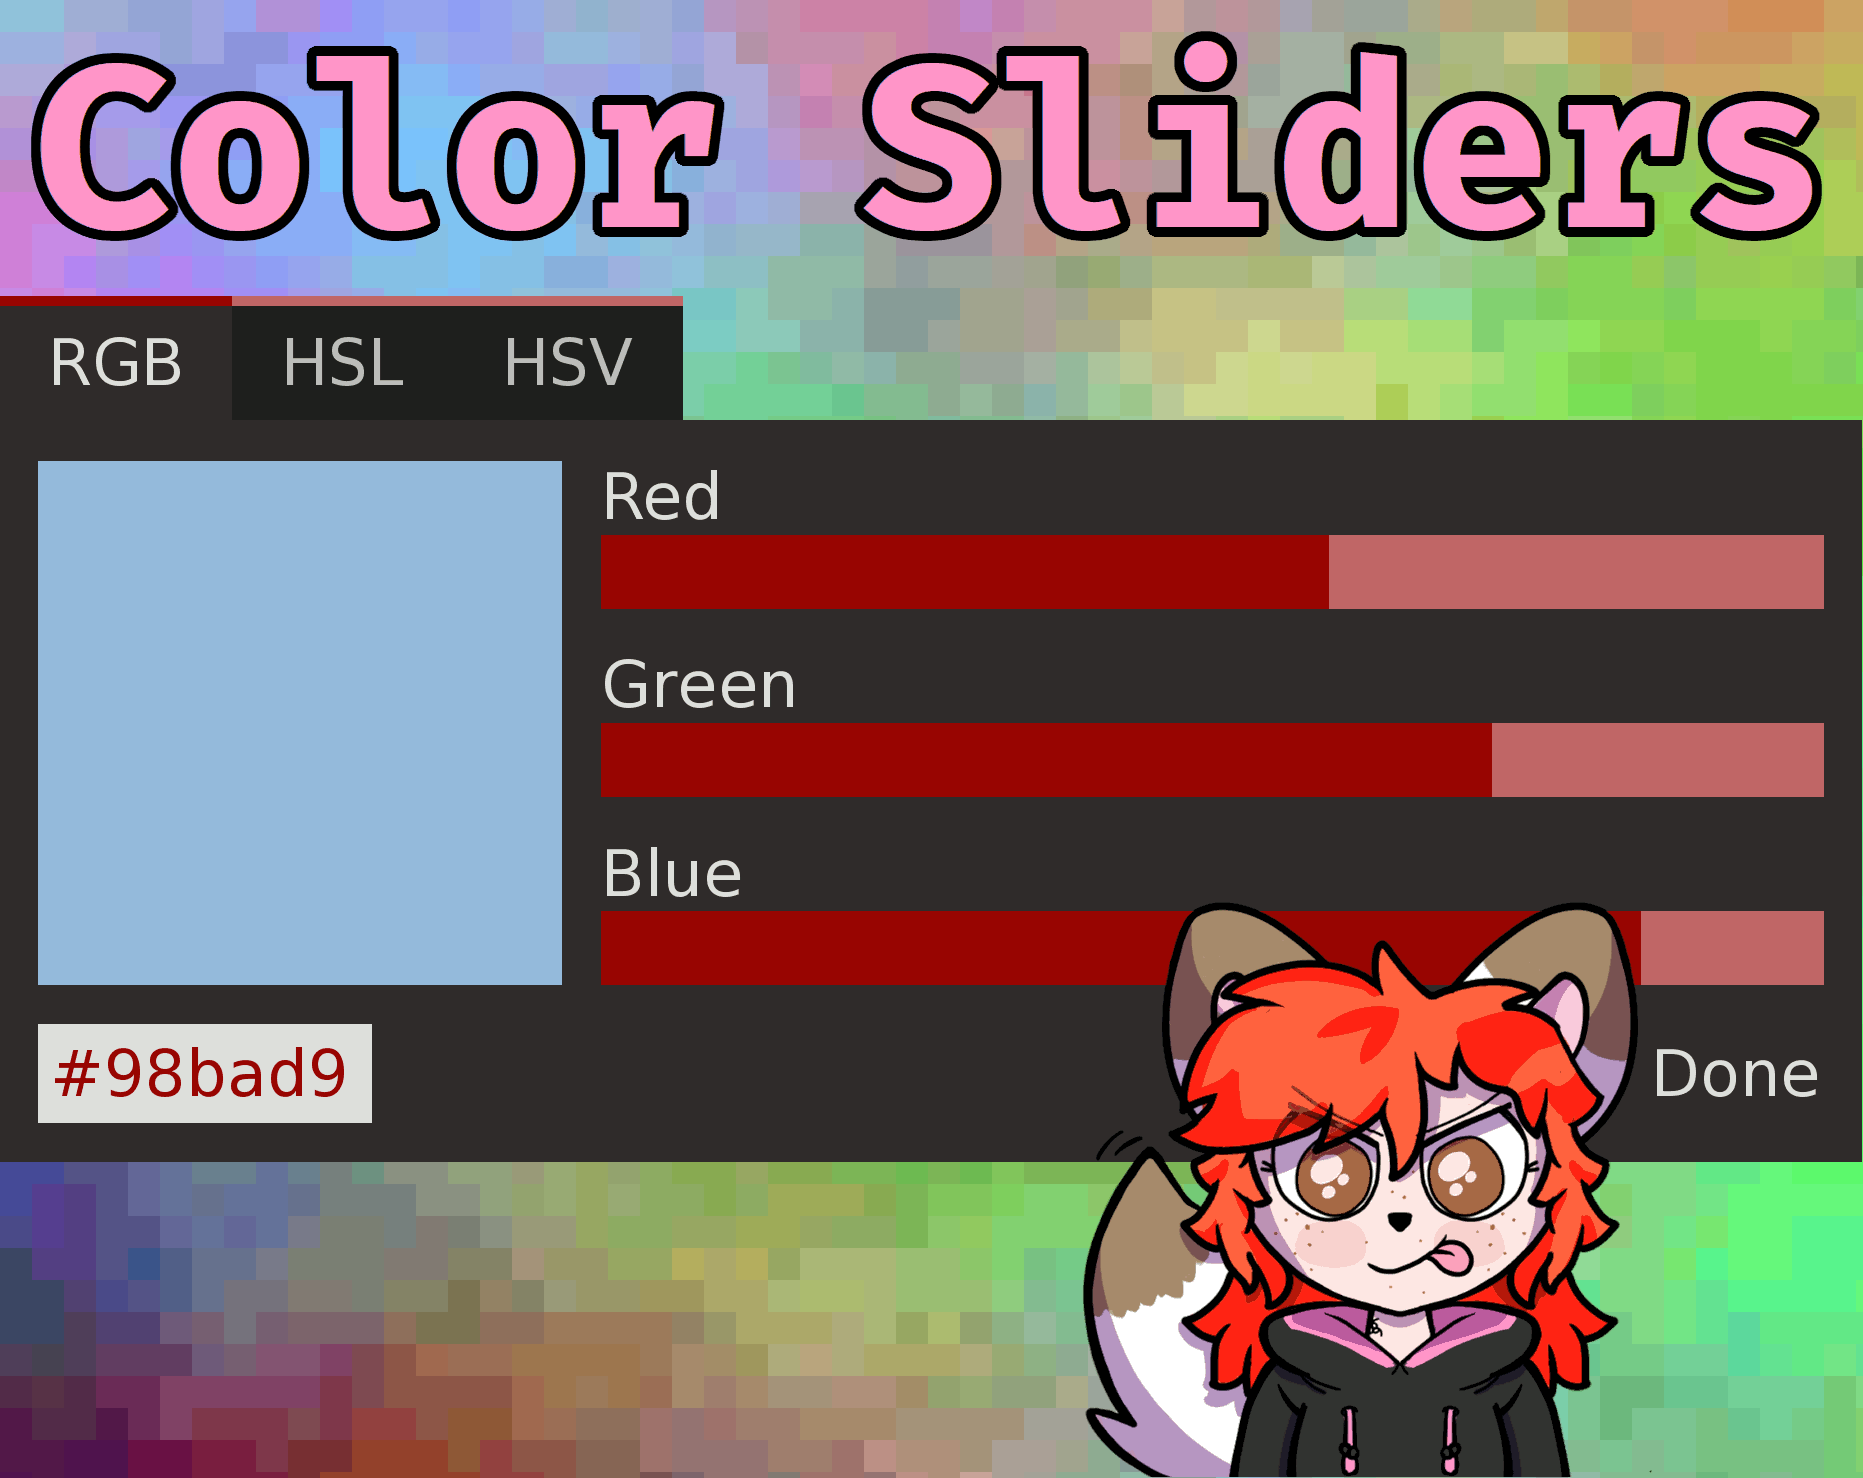 Color Sliders
RGB HSL HSV
Red
Green
Blue
#98bad9
Done